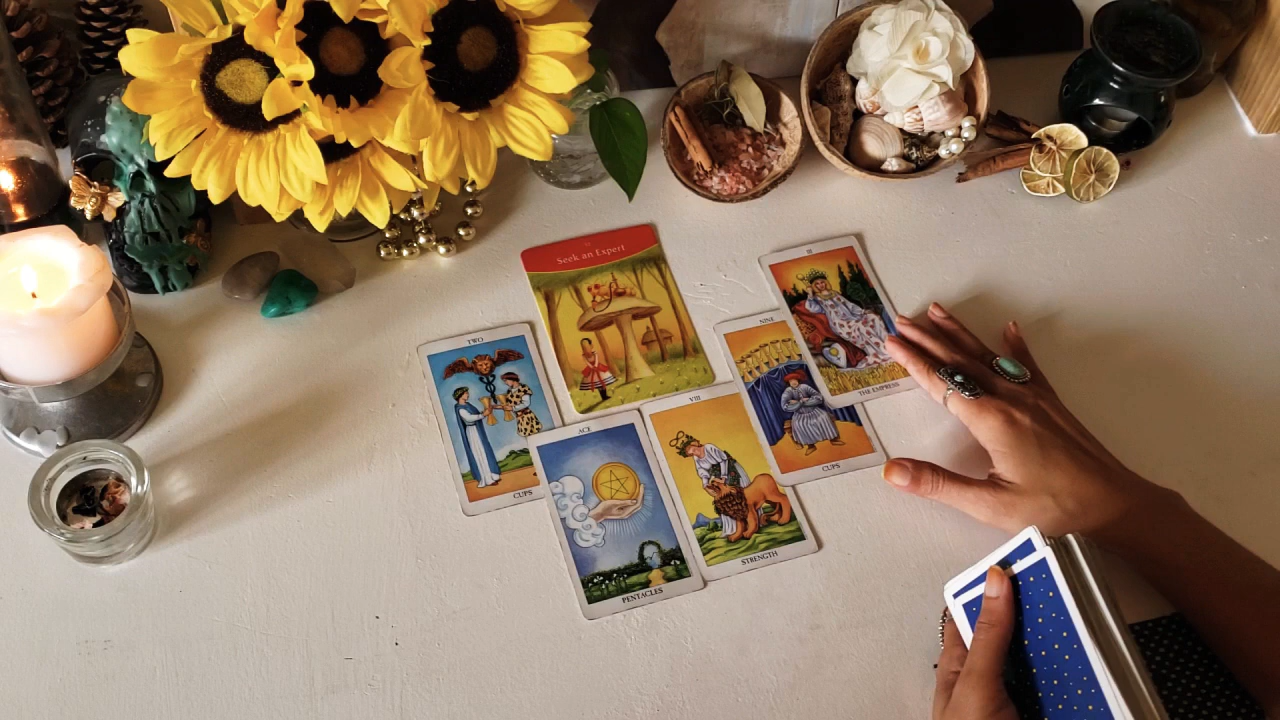 Seek an Expert
III
THE EMPRESS
NINE
CUPS
TWO
CUPS
VIII
STRENGTH
ACE
PENTACLES